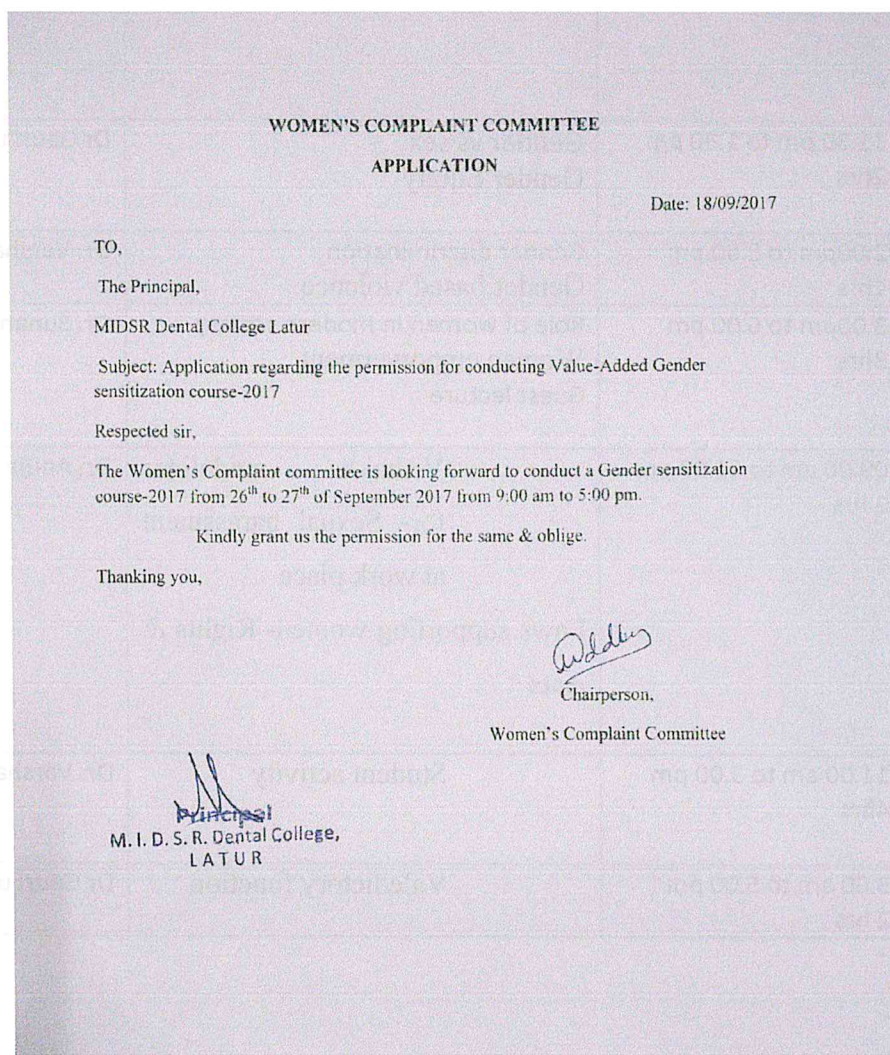 WOMEN'S COMPLAINT COMMITTEE
APPLICATION
Date: 18/09/2017
TO,
The Principal,
MIDSR Dental College Latur
Subject: Application regarding the permission for conducting Value-Added Gender
sensitization course-2017
Respected sir,
The Women's Complaint committee is looking forward to conduct a Gender sensitization
course-2017 from 26th to 27th of September 2017 from 9:00 am to 5:00 pm.
Kindly grant us the permission for the same & oblige.
Thanking you,
Chairperson,
Women's Complaint Committee
Principal
M. I. D. S. R. Dental College,
LATUR